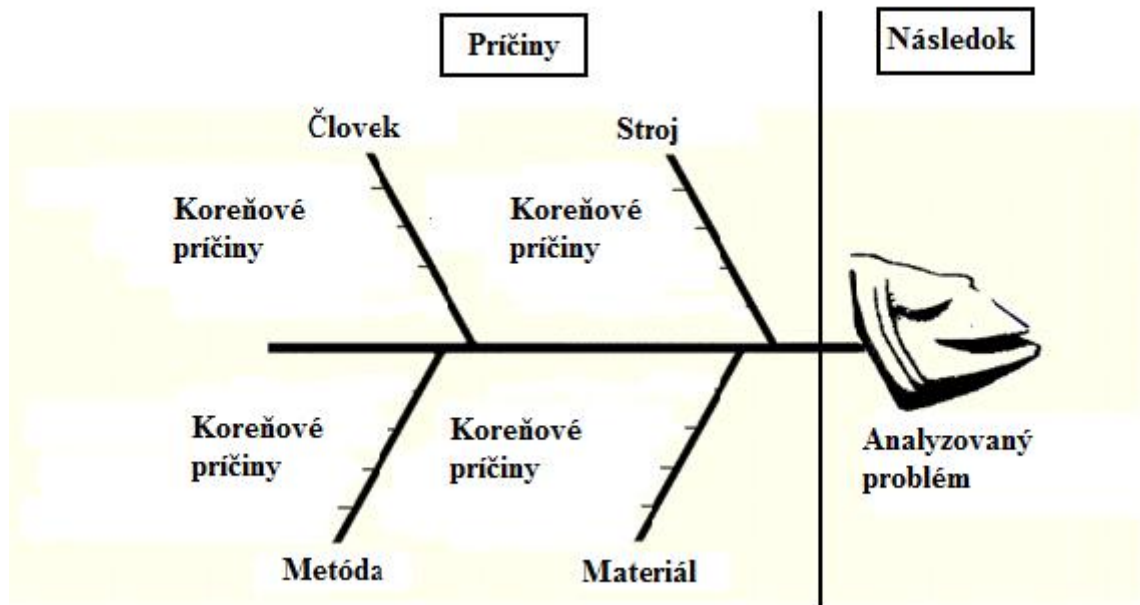 Príčiny
Následok
Človek
Stroj
Koreňové
príčiny
Koreňové
príčiny
Koreňové
príčiny
Koreňové
príčiny
Analyzovaný
problém
Metóda
Materiál